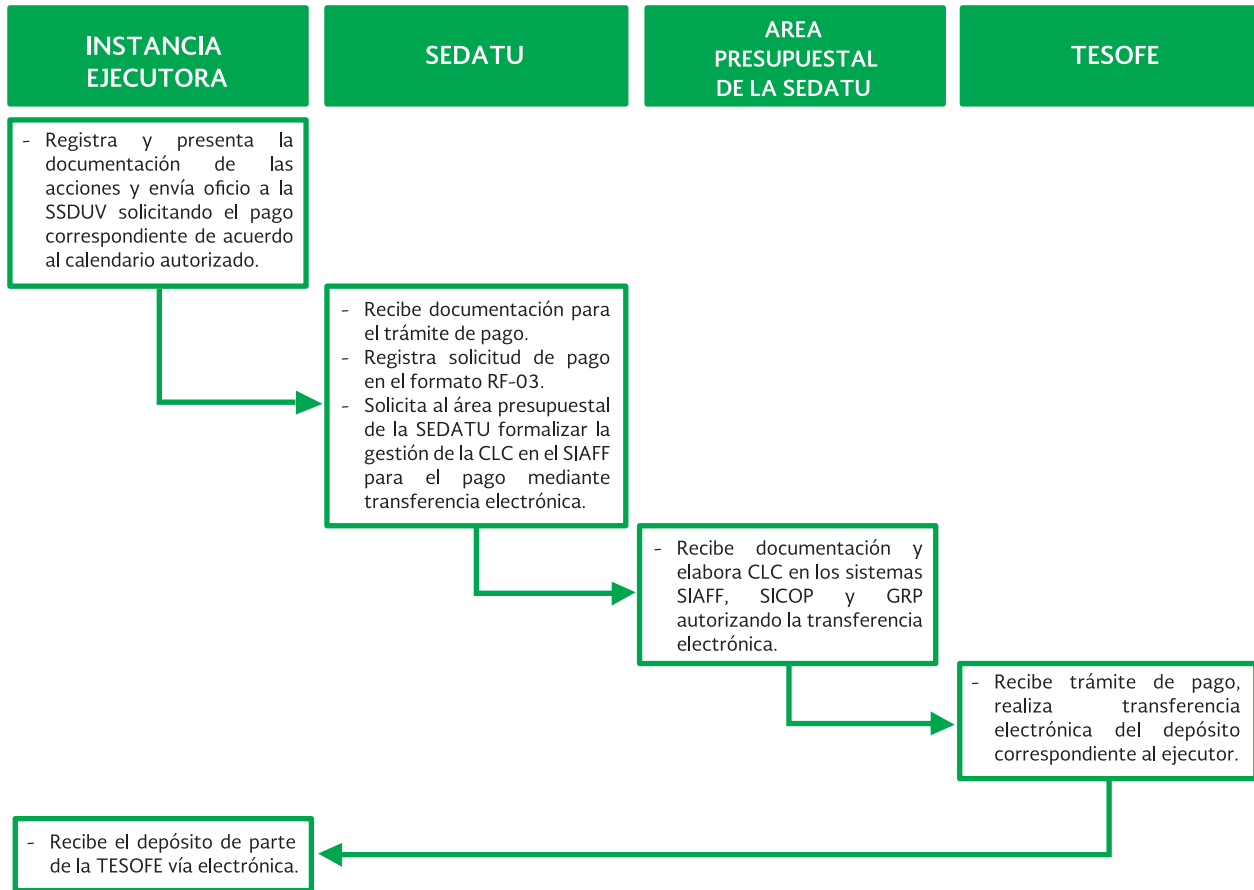 INSTANCIA
EJECUTORA
SEDATU
AREA
PRESUPUESTAL
DE LA SEDATU
TESOFE
- Registra y presenta la
documentación de las
acciones y envía oficio a la
SSDUV solicitando el pago
correspondiente de acuerdo
al calendario autorizado.
- Recibe documentación para
el trámite de pago.
- Registra solicitud de pago
en el formato RF-03.
- Solicita al área presupuestal
de la SEDATU formalizar la
gestión de la CLC en el SIAFF
para el pago mediante
transferencia electrónica.
- Recibe documentación y
elabora CLC en los sistemas
SIAFF, SICOP y GRP
autorizando la transferencia
electrónica.
- Recibe trámite de pago,
realiza transferencia
electrónica del depósito
correspondiente al ejecutor.
- Recibe el depósito de parte
de la TESOFE vía electrónica.